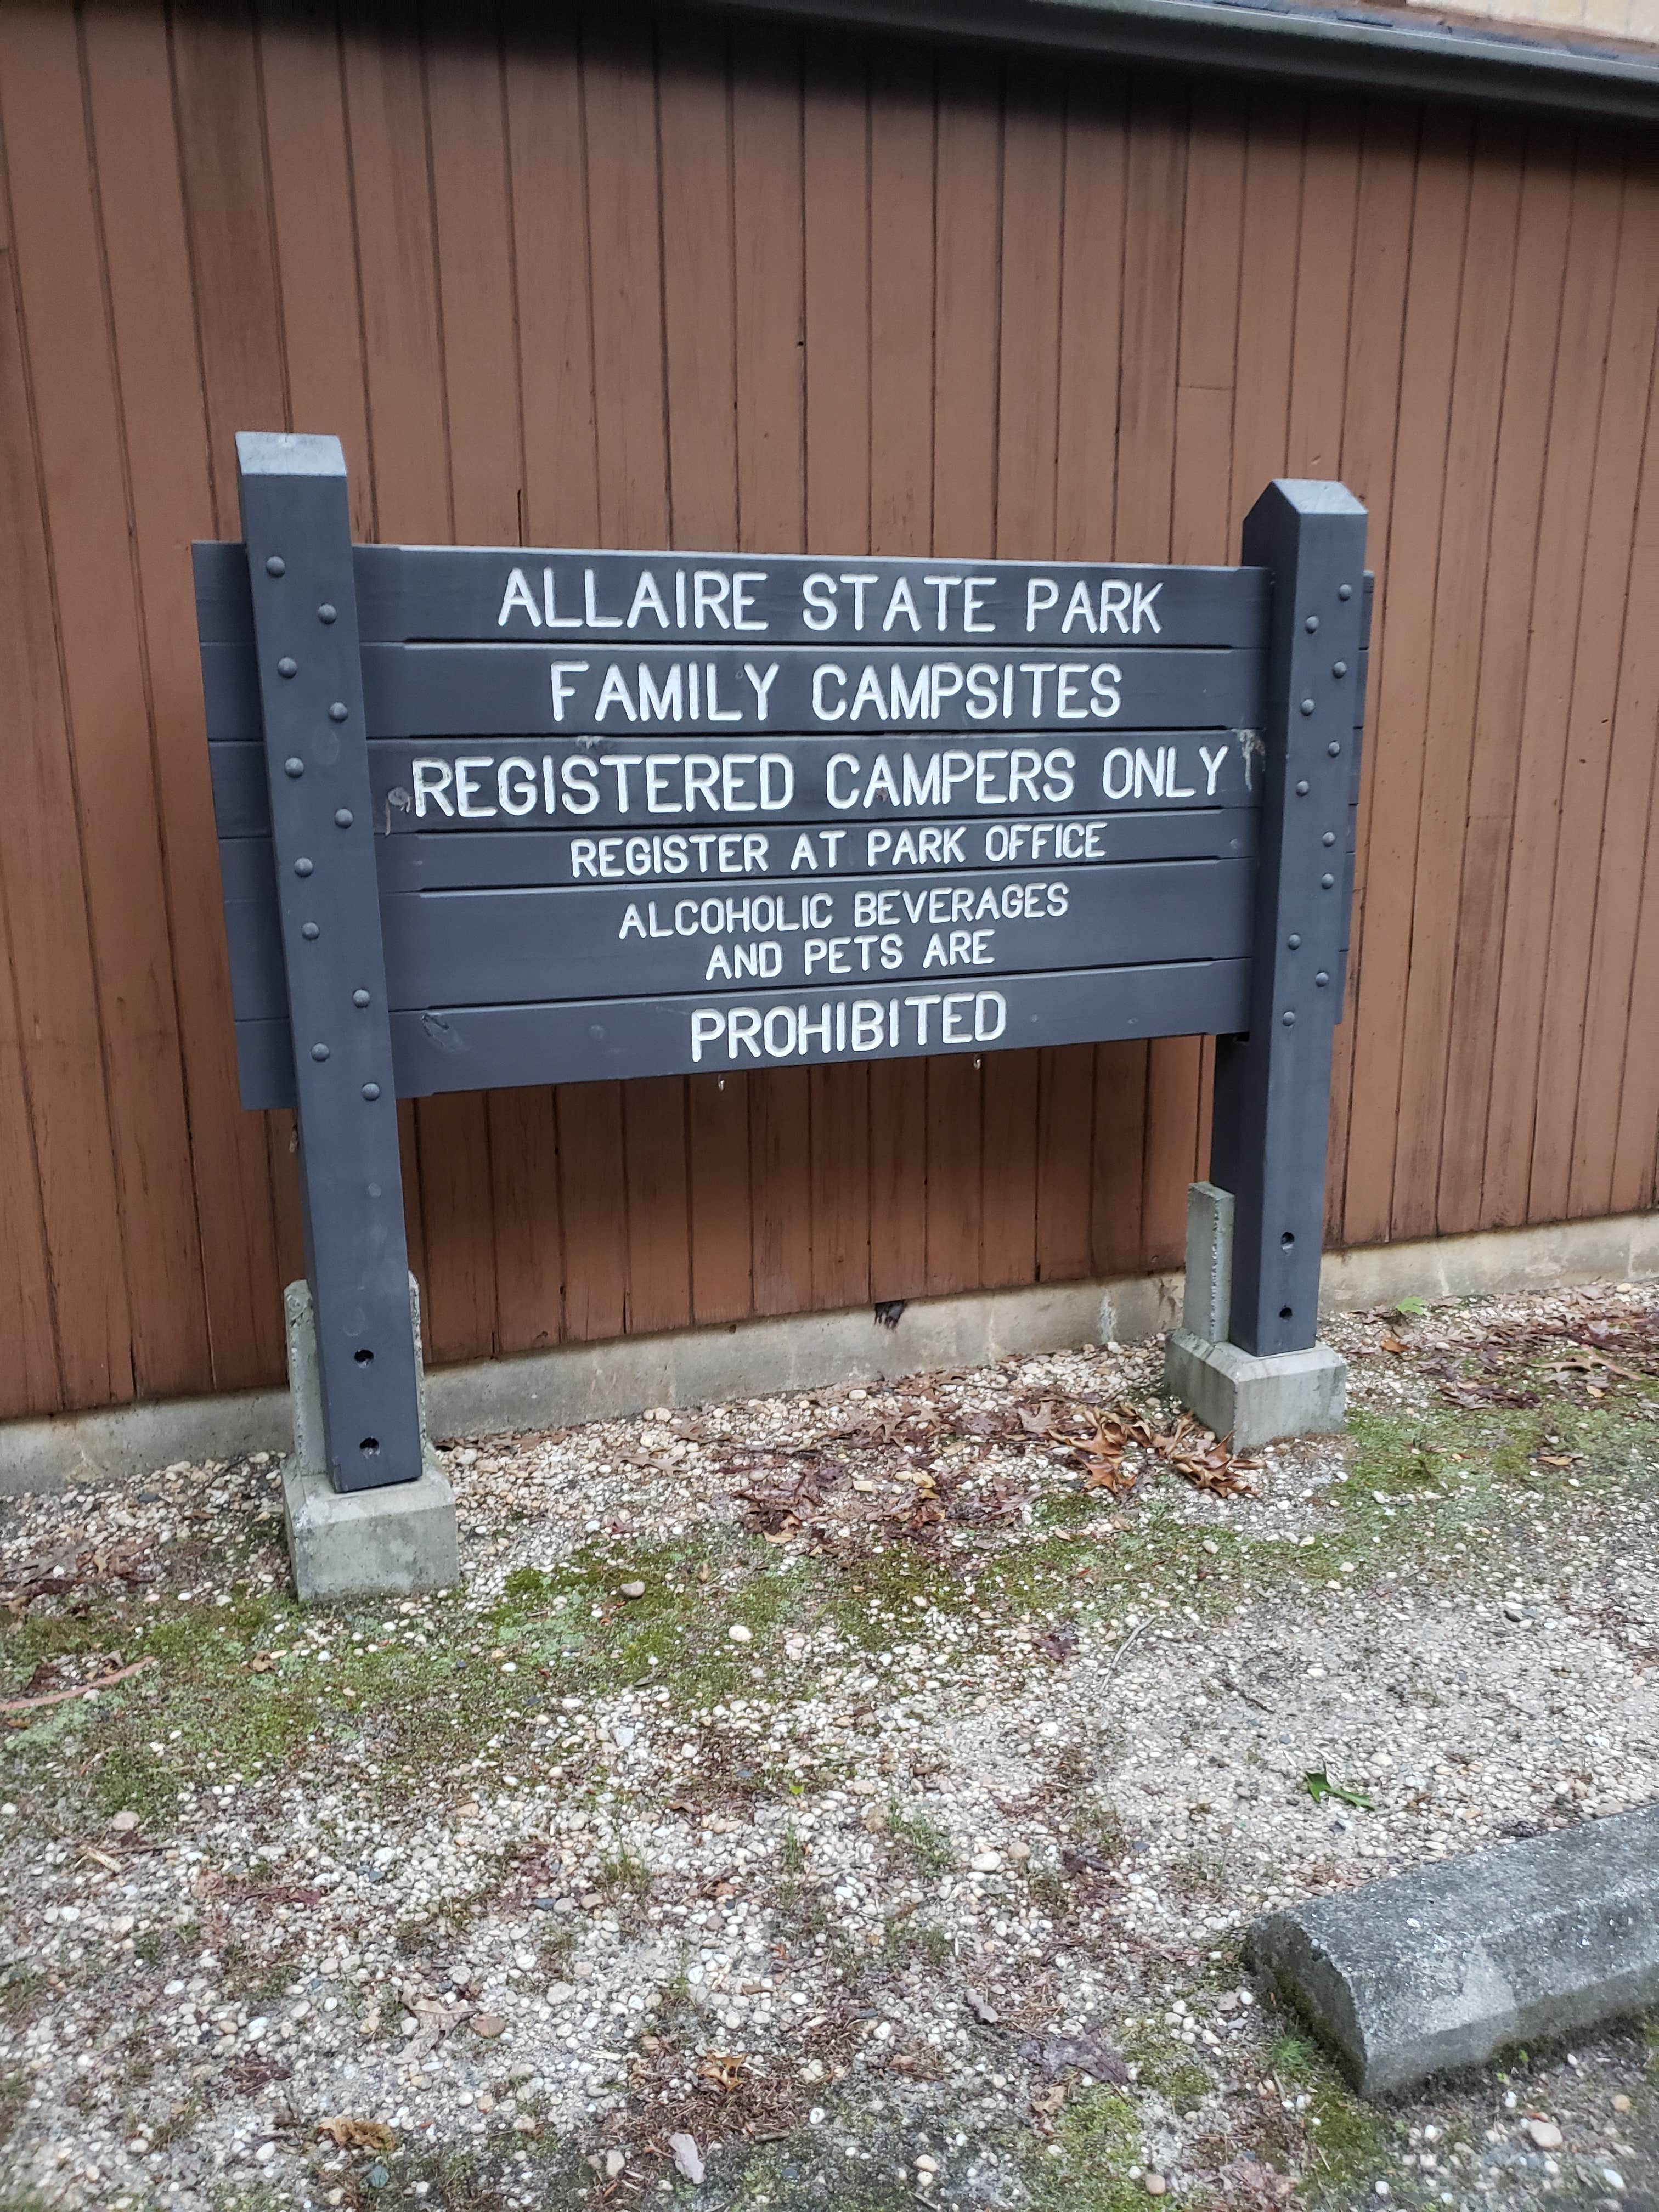 ALLAIRE STATE PARK
FAMILY CAMPSITES
REGISTERED CAMPERS ONLY
REGISTER AT PARK OFFICE
ALCOHOLIC BEVERAGES
AND PETS ARE
PROHIBITED